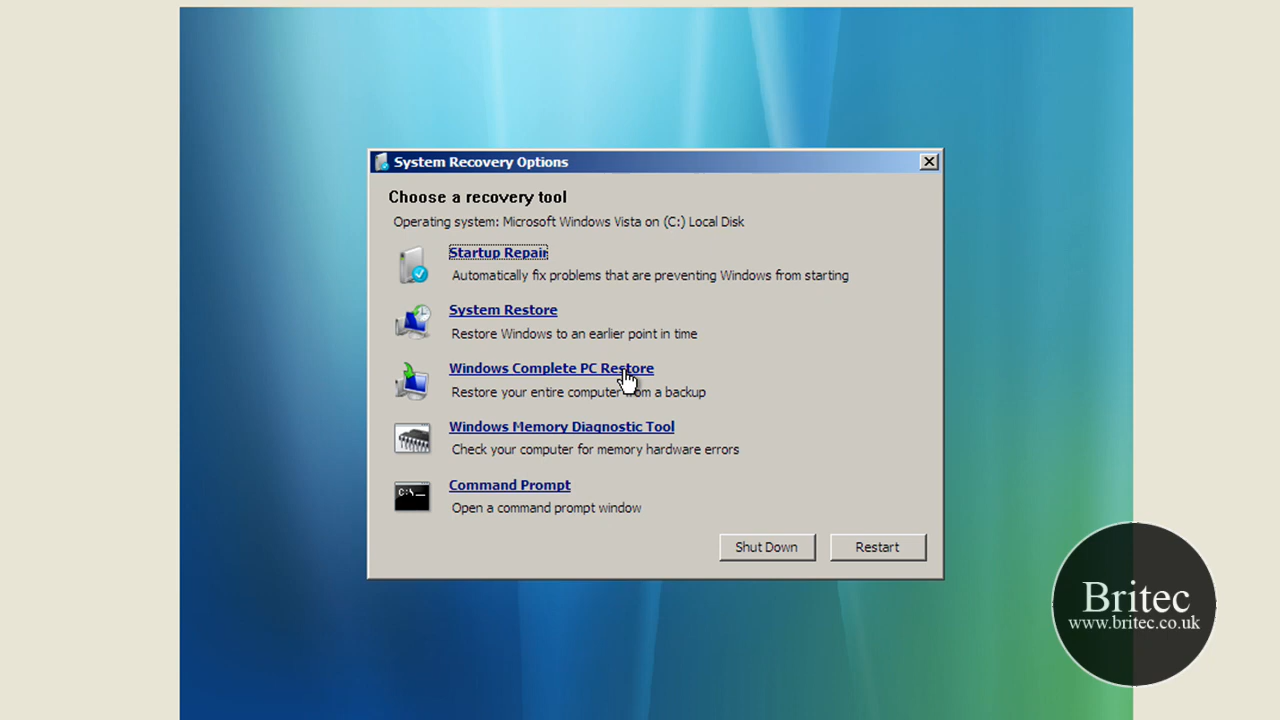 System Recovery Options
Choose a recovery tool
Operating system: Microsoft Windows Vista on (C:) Local Disk
Startup Repair
Automatically fix problems that are preventing Windows from starting
System Restore
Restore Windows to an earlier point in time
Windows Complete PC Restore
Restore your entire computer from a backup
Windows Memory Diagnostic Tool
Check your computer for memory hardware errors
C:\_
Command Prompt
Open a command prompt window
Shut Down Restart
Britec
www.britec.co.uk